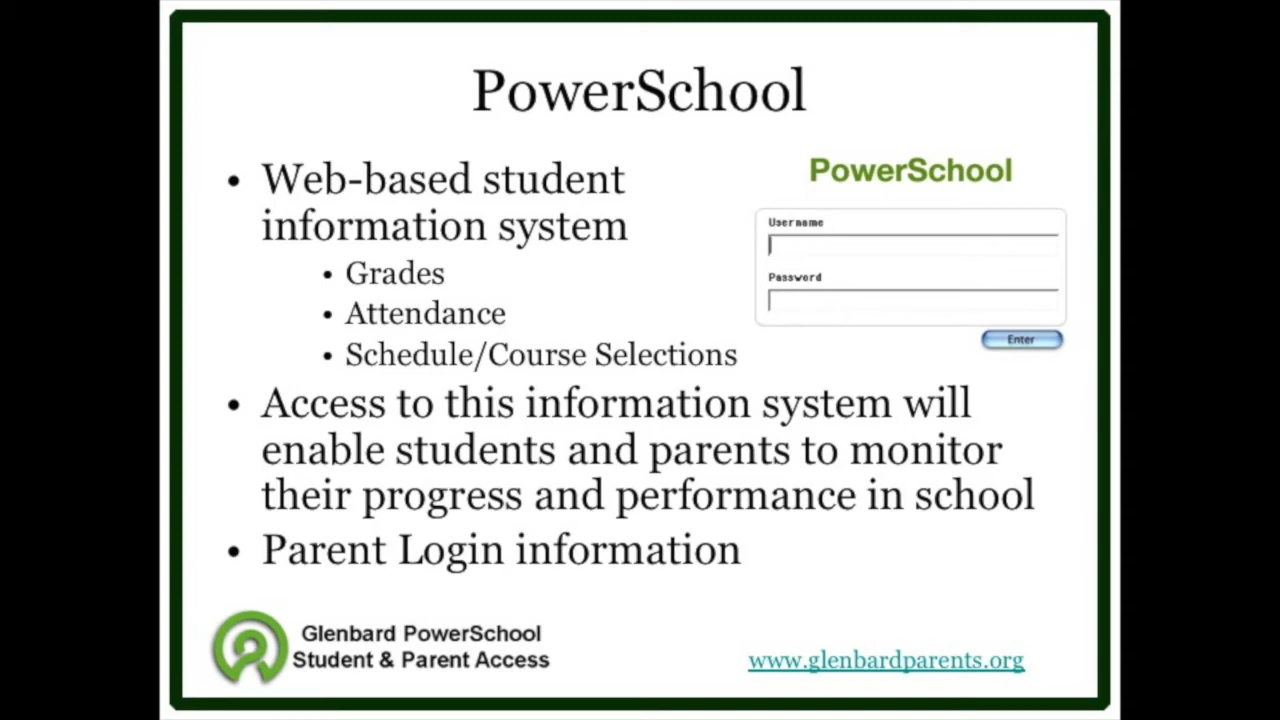 PowerSchool
• Web-based student
information system
• Grades
• Attendance
• Schedule/Course Selections
PowerSchool
Username
Password
Enter
• Access to this information system will
enable students and parents to monitor
their progress and performance in school
• Parent Login information
Glenbard PowerSchool
Student & Parent Access
www.glenbardparents.org